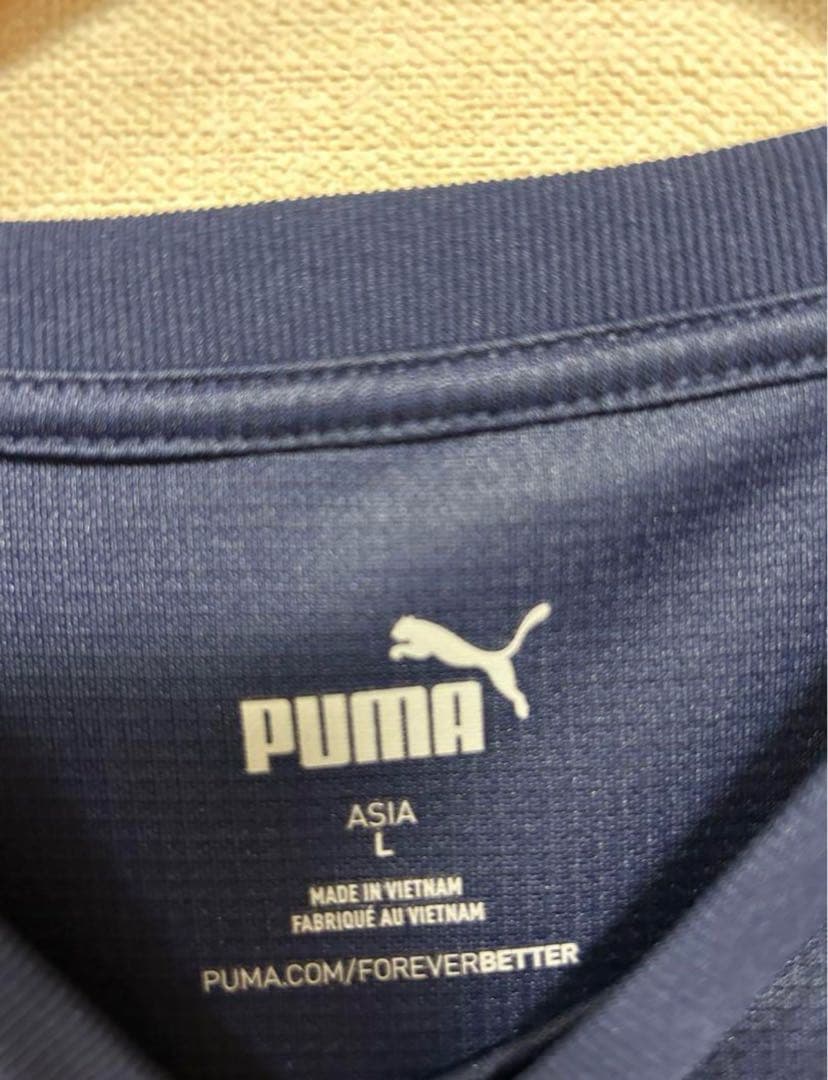 PUMA
ASIA
L
MADE IN VIETNAM
FABRIQUÉ AU VIETNAM
PUMA.COM/FOREVERBETTER